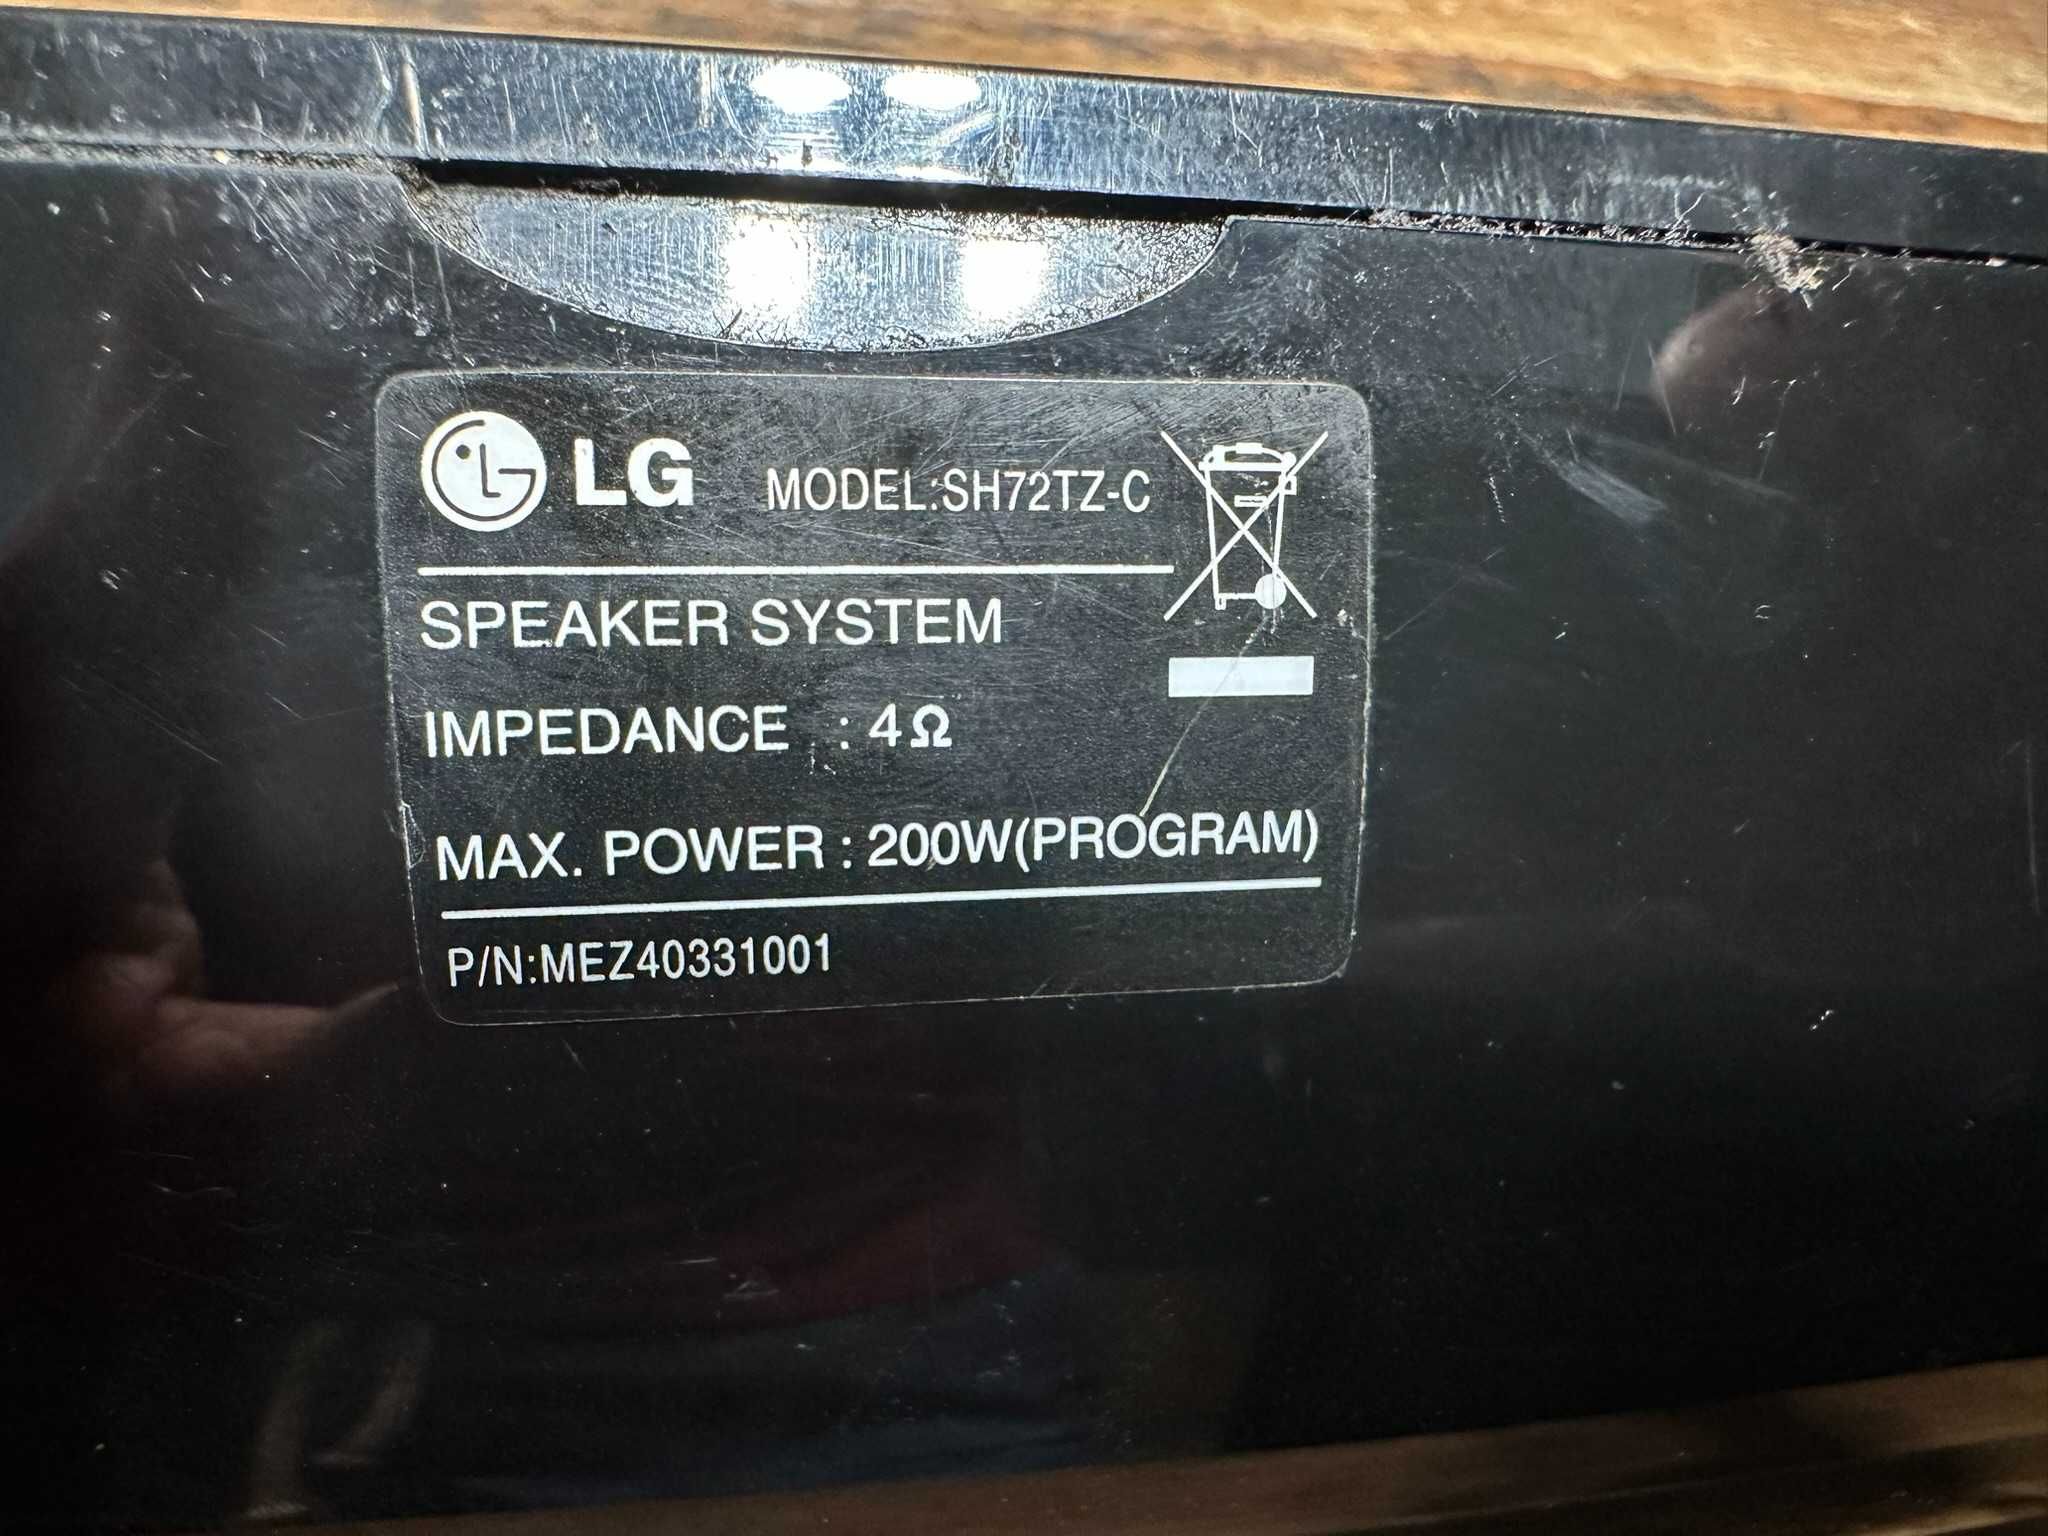 LG MODEL:SH72TZ-C
SPEAKER SYSTEM
IMPEDANCE : 4Ω
MAX. POWER : 200W(PROGRAM)
P/N:MEZ40331001